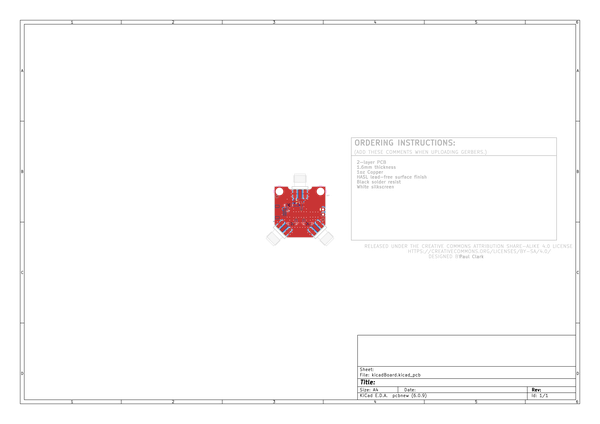 1 2 3 4 5 6
A A
ORDERING INSTRUCTIONS:
(ADD THESE COMMENTS WHEN UPLOADING GERBERS.)
2-layer PCB
1.6mm thickness
1oz Copper
HASL lead-free surface finish
Black solder resist
White silkscreen
B B
RELEASED UNDER THE CREATIVE COMMONS ATTRIBUTION SHARE-ALIKE 4.0 LICENSE
HTTPS://CREATIVECOMMONS.ORG/LICENSES/BY-SA/4.0/
DESIGNED BY:
Paul Clark
C C
D D
Sheet:
File: kicadBoard.kicad_pcb
Title:
Size: A4 Date: Rev:
KiCad E.D.A. pcbnew (6.0.9) Id: 1/1
1 2 3 4 5 6